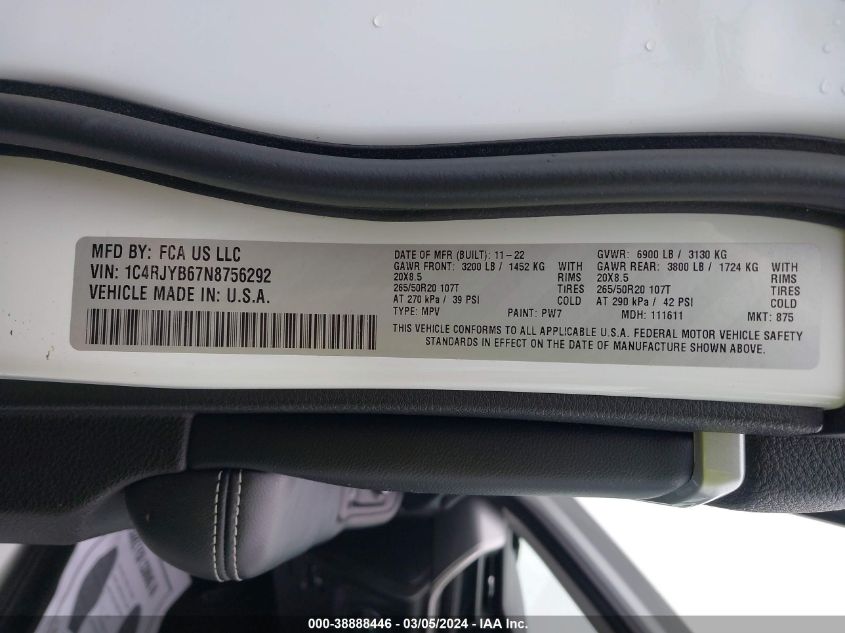 MFD BY: FCA US LLC
VIN: 1C4RJYB67N8756292
VEHICLE MADE IN: U.S.A.
DATE OF MFR (BUILT): 11-22
GAWR FRONT: 3200 LB / 1452 KG WITH
20X8.5 RIMS
265/50R20 107T TIRES
AT 270 kPa / 39 PSI COLD
TYPE: MPV PAINT: PW7
GVWR: 6900 LB / 3130 KG
GAWR REAR: 3800 LB / 1724 KG WITH
20X8.5 RIMS
265/50R20 107T TIRES
AT 290 kPa / 42 PSI COLD
MDH: 111611 MKT: 875
THIS VEHICLE CONFORMS TO ALL APPLICABLE U.S.A. FEDERAL MOTOR VEHICLE SAFETY
STANDARDS IN EFFECT ON THE DATE OF MANUFACTURE SHOWN ABOVE.
000-38888446 - 03/05/2024 - IAA Inc.